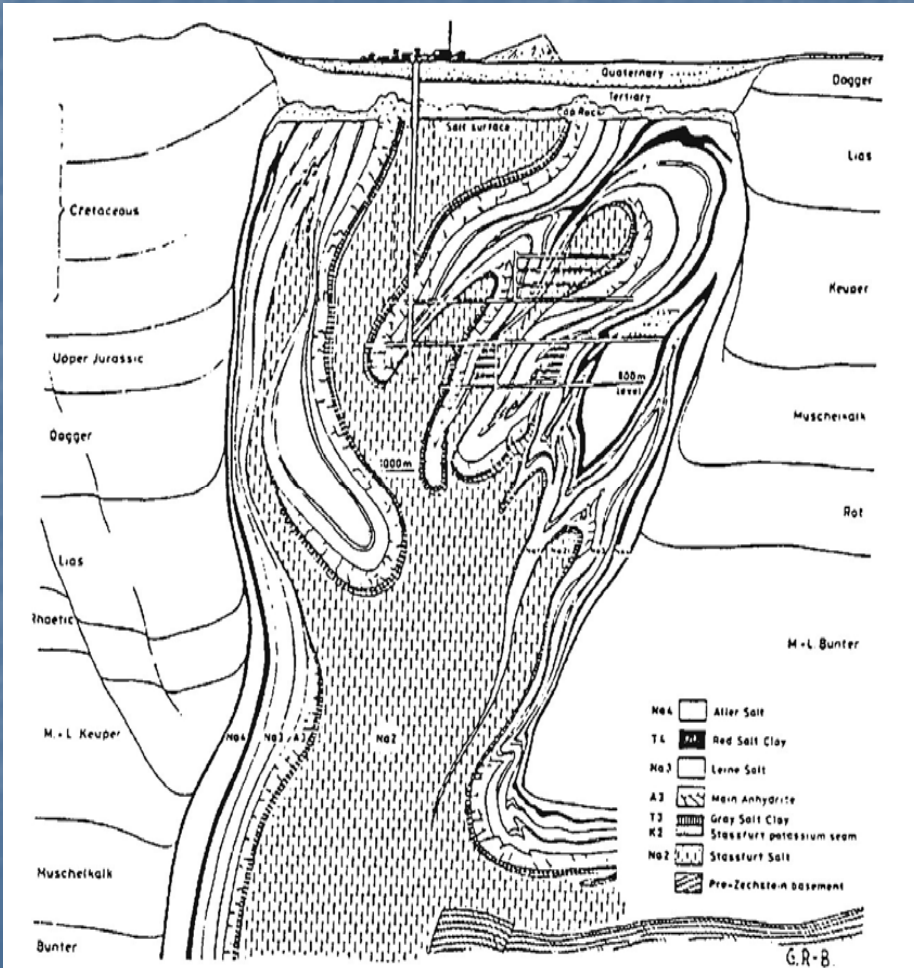 Quaternary
Tertiary
Cap Rock
Salt surface
Cretaceous
Upper Jurassic
Dogger
Lias
Rhaetic
M.+L. Keuper
Muschelkalk
Bunter
Dogger
Lias
Keuper
800m
Level
Muschelkalk
1000m
Rot
M+L.Bunter
Na4 Na3 A3 Na2
Na4 Aller Salt
T4 Red Salt Clay
Na3 Leine Salt
A3 Main Anhydrite
T3 Gray Salt Clay
K2 Stassfurt potassium seam
Na2 Stassfurt Salt
Pre-Zechstein basement
G.R-B.